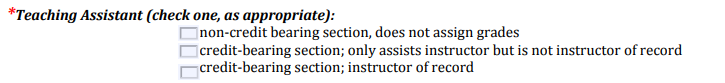 *Teaching Assistant (check one, as appropriate):
non-credit bearing section, does not assign grades
credit-bearing section; only assists instructor but is not instructor of record
credit-bearing section; instructor of record